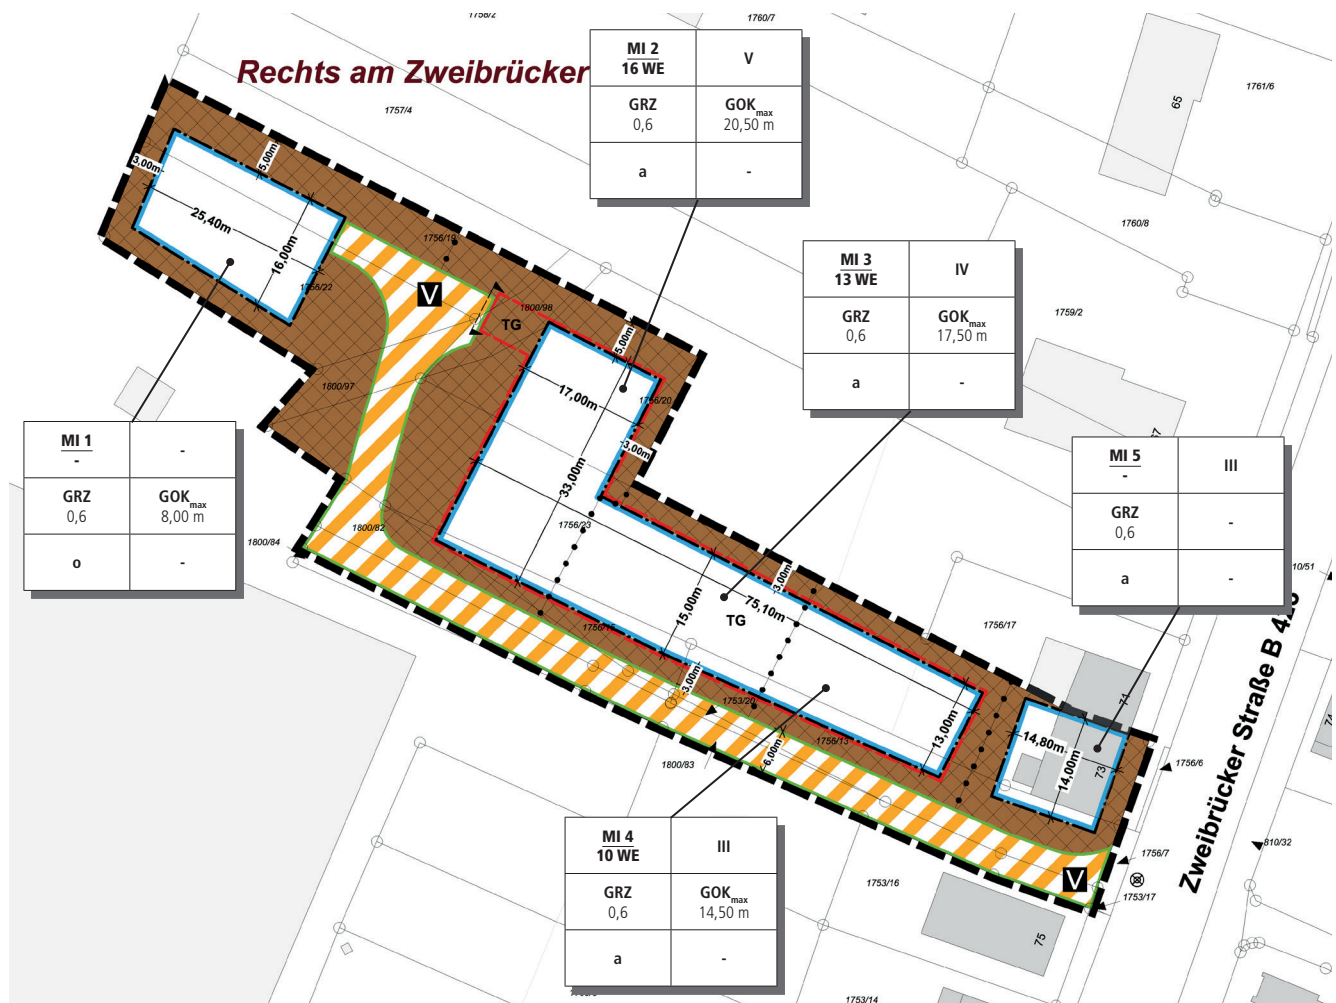 1758/2
1760/7
Rechts am Zweibrücker
MI 2
16 WE
V
GRZ
0,6
GOKmax
20,50 m
a
-
65
1761/6
1757/4
3,00m
5,00m
25,40m
16,00m
1756/22
1756/19
V
1800/98
TG
5,00m
1760/8
MI 3
13 WE
IV
GRZ
0,6
GOKmax
17,50 m
a
-
1759/2
1800/97
17,00m
1756/20
3,00m
33,00m
67
MI 1
-
-
GRZ
0,6
GOKmax
8,00 m
o
-
MI 5
-
III
GRZ
0,6
-
a
-
1800/84
1800/82
1756/23
3,00m
75,10m
15,00m
TG
1756/15
1756/17
3,00m
1753/20
1756/13
6,00m
1800/83
13,00m
14,80m
14,00m
71
73
1756/6
Zweibrücker Straße B 423
MI 4
10 WE
III
GRZ
0,6
GOKmax
14,50 m
a
-
V
1756/7
1753/17
810/32
1753/16
75
1753/14